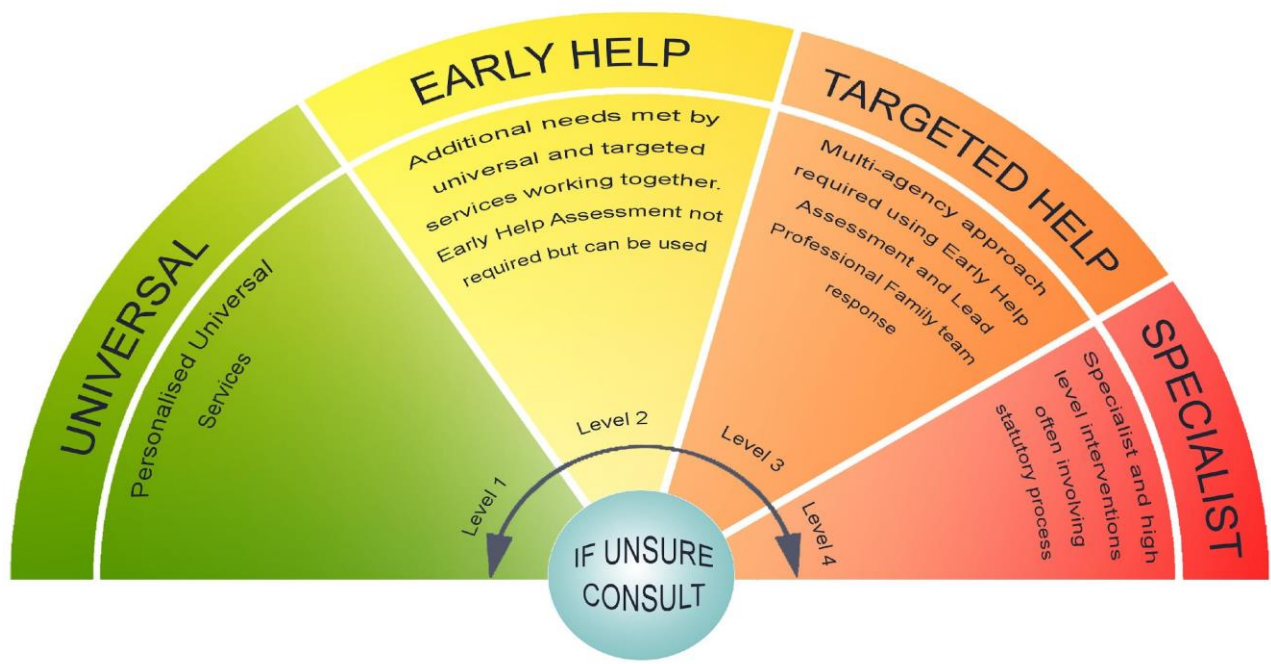 UNIVERSAL
Personalised Universal
Services
Level 1
EARLY HELP
Additional needs met by
universal and targeted
services working together.
Early Help Assessment not
required but can be used
Level 2
TARGETED HELP
Multi-agency approach
required using Early Help
Assessment and Lead
Professional Family team
response
Level 3
SPECIALIST
Specialist and high
level interventions
often involving
statutory process
Level 4
IF UNSURE
CONSULT